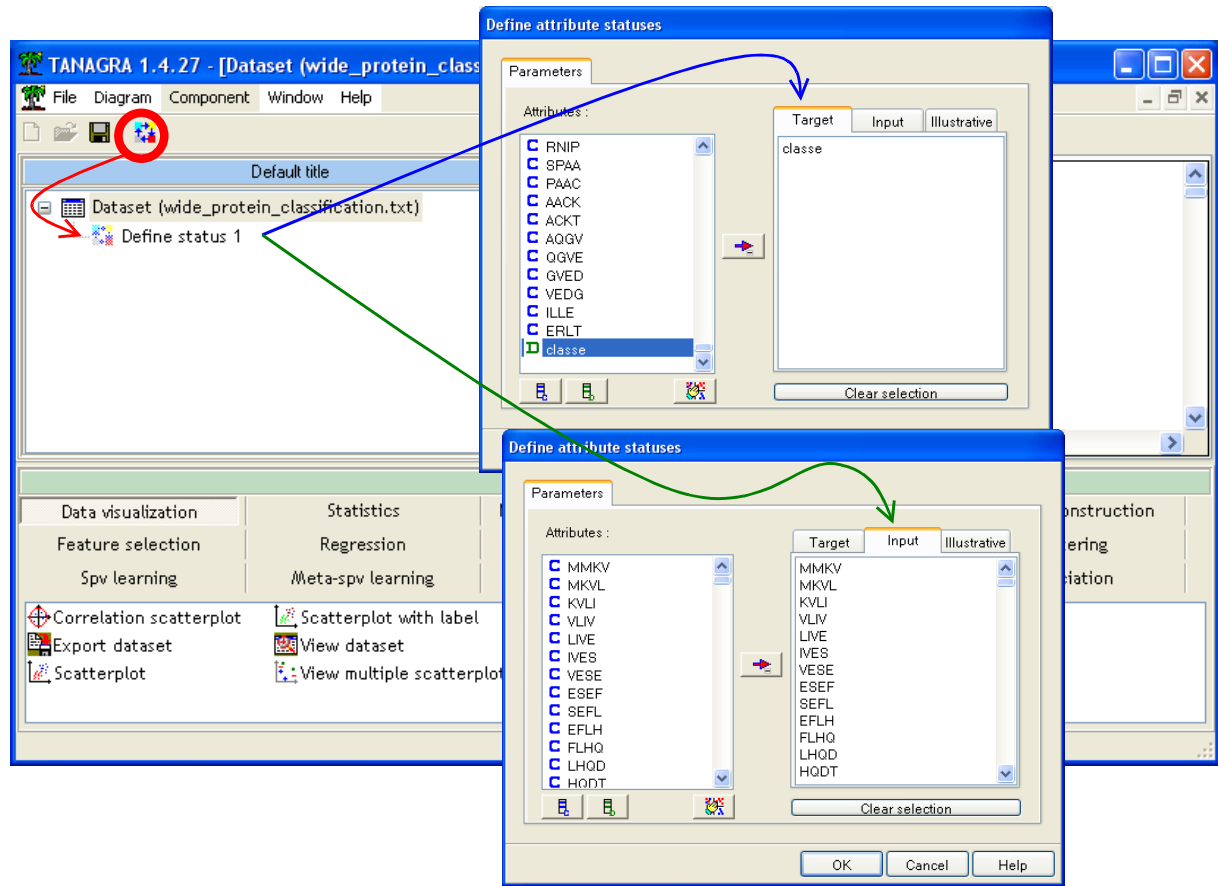 Define attribute statuses
TANAGRA 1.4.27 - [Dataset (wide_protein_class
File Diagram Component Window Help
Default title
Dataset (wide_protein_classification.txt)
Define status 1
Parameters
Attributes :
RNIP
SPAA
PAAC
AACK
ACKT
AQGV
QGVE
GVED
VEDG
ILLE
ERLT
classe
Target Input Illustrative
classe
Clear selection
Define attribute statuses
Parameters
Attributes :
C MMKV
C MKVL
C KVLI
C VLIV
C LIVE
C IVES
C VESE
C ESEF
C SEFL
C EFLH
C FLHQ
C LHQD
C HQDT
Target Input Illustrative
MMKV
MKVL
KVLI
VLIV
LIVE
IVES
VESE
ESEF
SEFL
EFLH
FLHQ
LHQD
HQDT
Clear selection
OK Cancel Help
Data visualization Statistics onstruction
Feature selection Regression ering
Spv learning Meta-spv learning iation
Correlation scatterplot Scatterplot with label
Export dataset View dataset
Scatterplot View multiple scatterplot